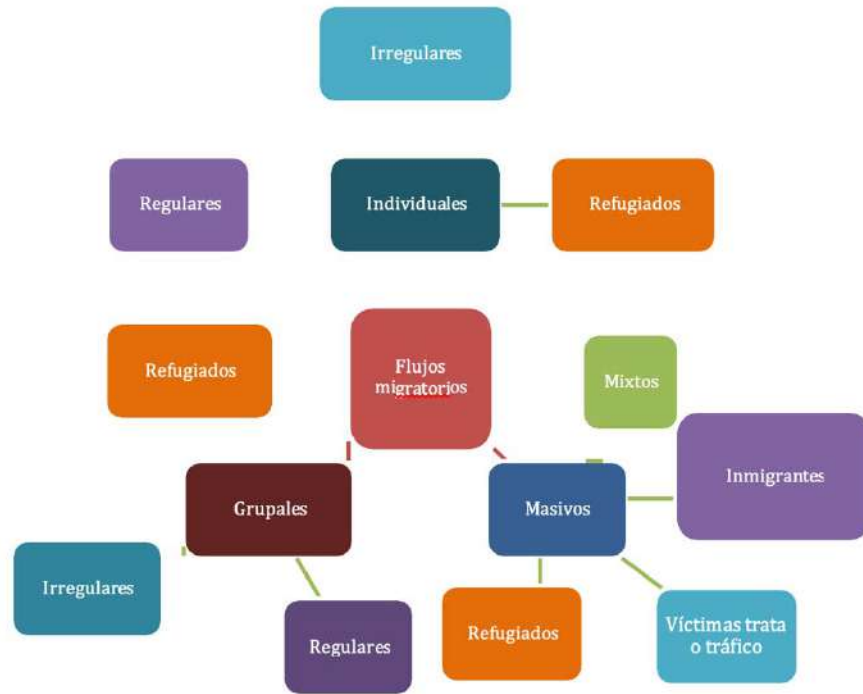 Irregulares
Regulares
Individuales
Refugiados
Refugiados
Flujos
migratorios
Mixtos
Inmigrantes
Grupales
Masivos
Irregulares
Regulares
Refugiados
Víctimas trata
o tráfico